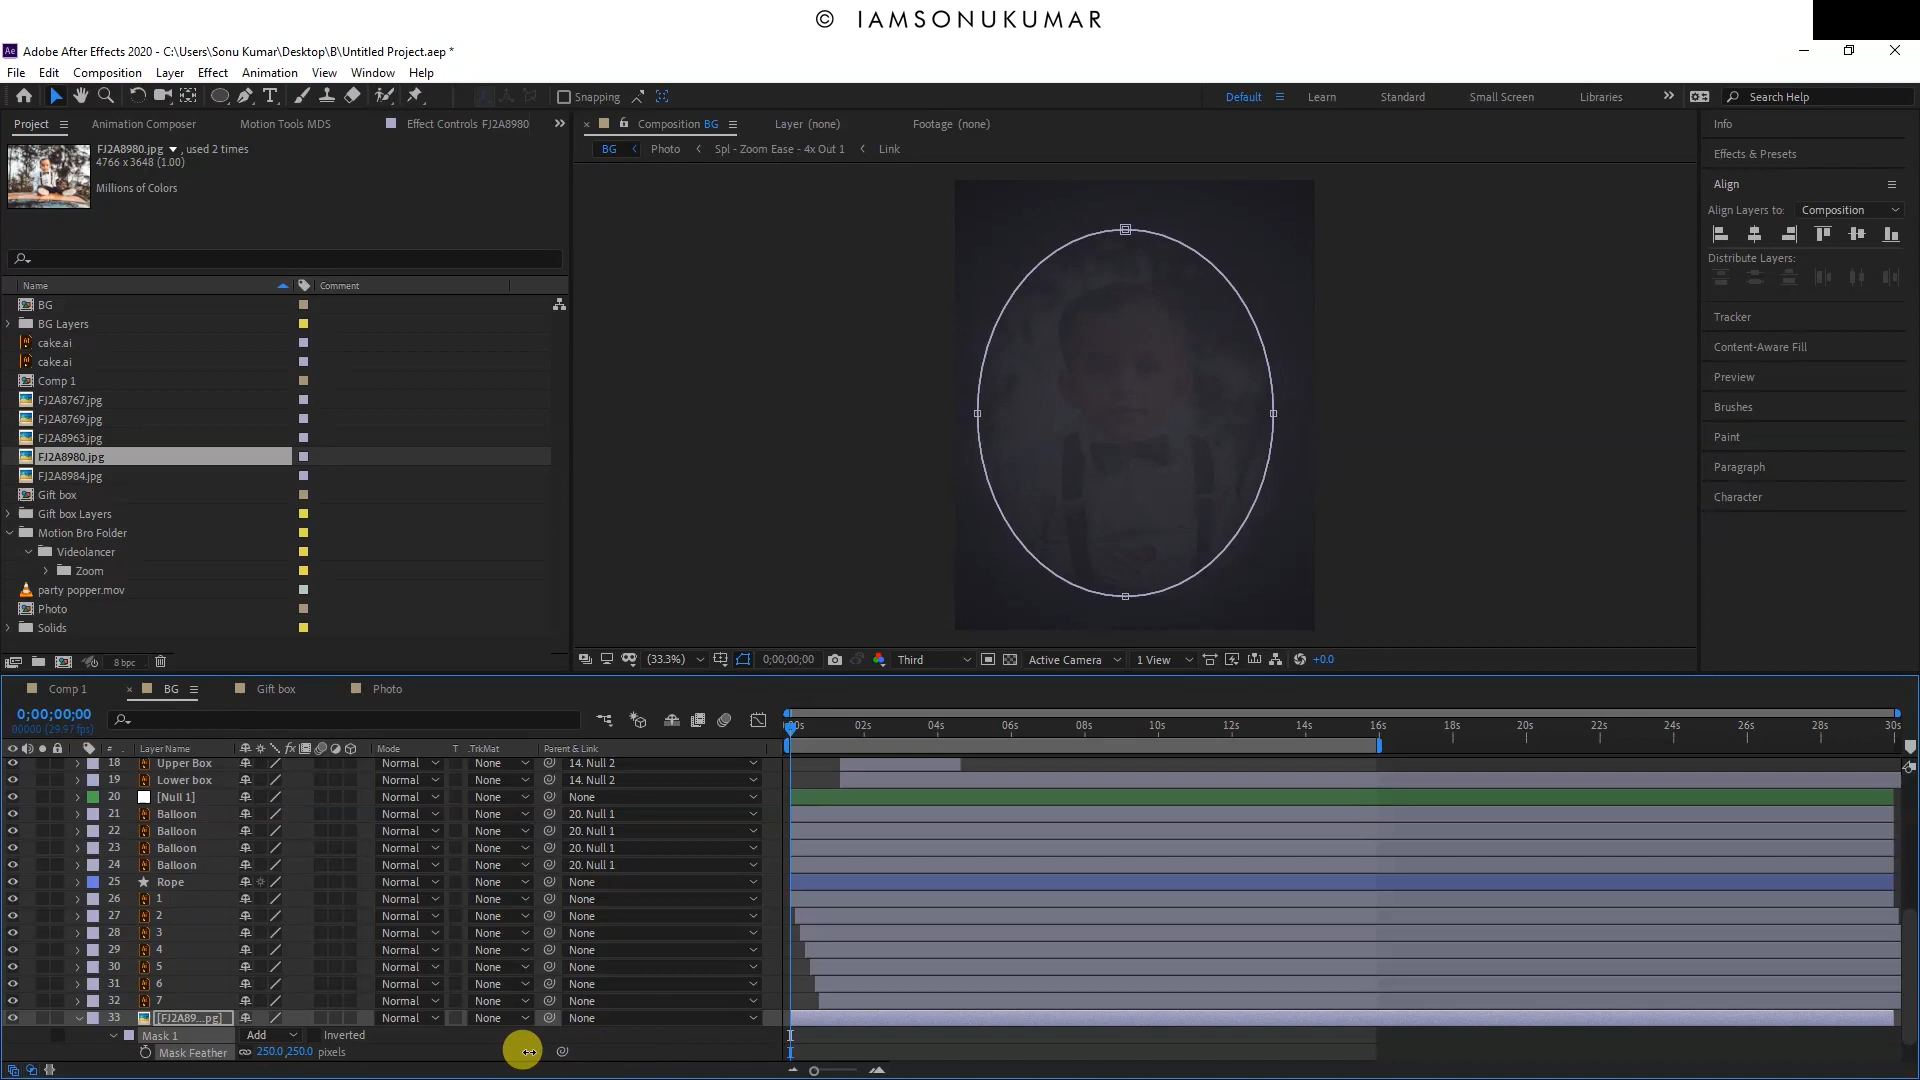 © IAMSONUKUMAR
Ae Adobe After Effects 2020 - C:\Users\Sonu Kumar\Desktop\B\Untitled Project.aep *
File Edit Composition Layer Effect Animation View Window Help
Snapping Default Learn Standard Small Screen Libraries Search Help
Project Animation Composer Motion Tools MDS Effect Controls FJ2A8980
Composition BG Layer (none) Footage (none)
Info
FJ2A8980.jpg , used 2 times
4766 x 3648 (1.00)
Millions of Colors
BG Photo Spl - Zoom Ease - 4x Out 1 Link
Effects & Presets
Align
Align Layers to: Composition
Distribute Layers:
Tracker
Content-Aware Fill
Preview
Brushes
Paint
Paragraph
Character
Name Comment
BG
BG Layers
cake.ai
cake.ai
Comp 1
FJ2A8767.jpg
FJ2A8769.jpg
FJ2A8963.jpg
FJ2A8980.jpg
FJ2A8984.jpg
Gift box
Gift box Layers
Motion Bro Folder
Videolancer
Zoom
party popper.mov
Photo
Solids
8 bpc
(33.3%) 0;00;00;00 Third Active Camera 1 View +0.0
Comp 1 BG Gift box Photo
0;00;00;00
00000 (29.97 fps)
02s 04s 06s 08s 10s 12s 14s 16s 18s 20s 22s 24s 26s 28s 30s
# Layer Name fx Mode T .TrkMat Parent & Link
18 Upper Box Normal None 14. Null 2
19 Lower box Normal None 14. Null 2
20 [Null 1] Normal None None
21 Balloon Normal None 20. Null 1
22 Balloon Normal None 20. Null 1
23 Balloon Normal None 20. Null 1
24 Balloon Normal None 20. Null 1
25 Rope Normal None None
26 1 Normal None None
27 2 Normal None None
28 3 Normal None None
29 4 Normal None None
30 5 Normal None None
31 6 Normal None None
32 7 Normal None None
33 [FJ2A89...pg] Normal None None
Mask 1 Add Inverted
Mask Feather 250.0,250.0 pixels